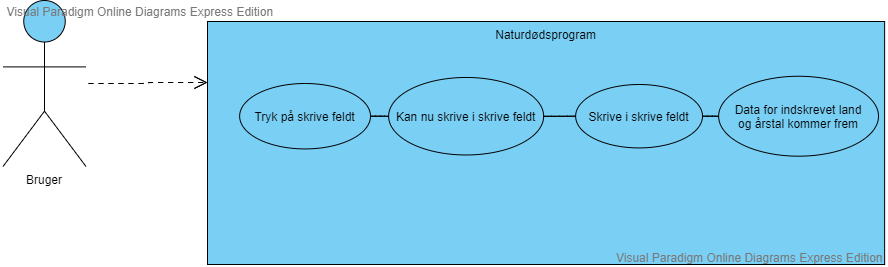 Visual Paradigm Online Diagrams Express Edition
Naturdødsprogram
Tryk på skrive feldt
Kan nu skrive i skrive feldt
Skrive i skrive feldt
Data for indskrevet land
og årstal kommer frem
Bruger
Visual Paradigm Online Diagrams Express Edition